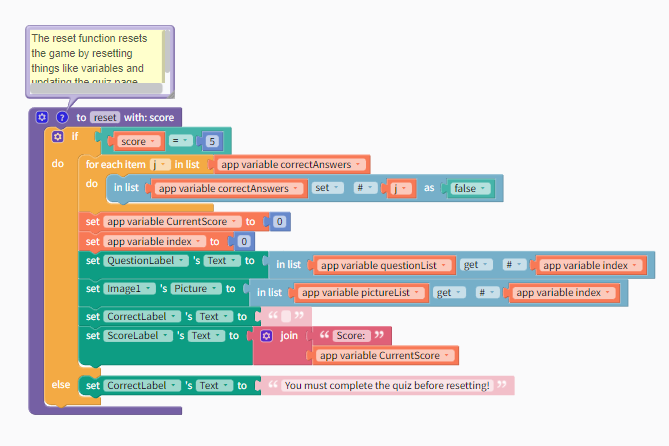 The reset function resets
the game by resetting
things like variables and
updating the quiz page
? to reset with: score
if score = 5
do for each item j in list app variable correctAnswers
do in list app variable correctAnswers set # j as false
set app variable CurrentScore to 0
set app variable index to 0
set QuestionLabel 's Text to in list app variable questionList get # app variable index
set Image1 's Picture to in list app variable pictureList get # app variable index
set CorrectLabel 's Text to “ ”
set ScoreLabel 's Text to join “ Score: ”
app variable CurrentScore
else set CorrectLabel 's Text to “ You must complete the quiz before resetting! ”